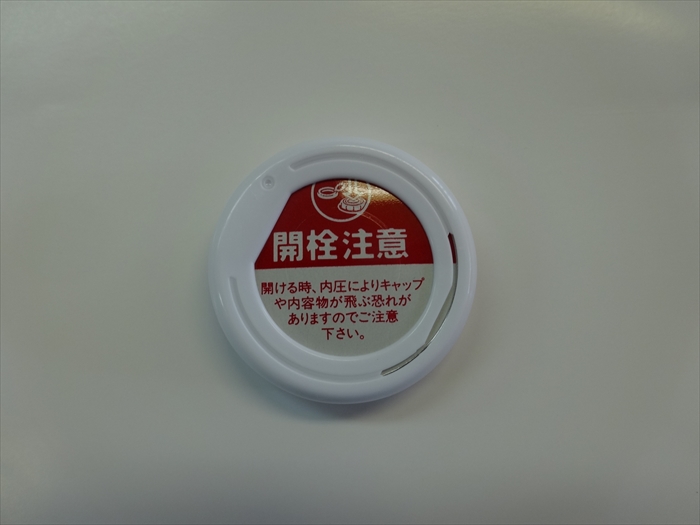 開栓注意
開ける時、内圧によりキャップ
や内容物が飛ぶ恐れが
ありますのでご注意
下さい。